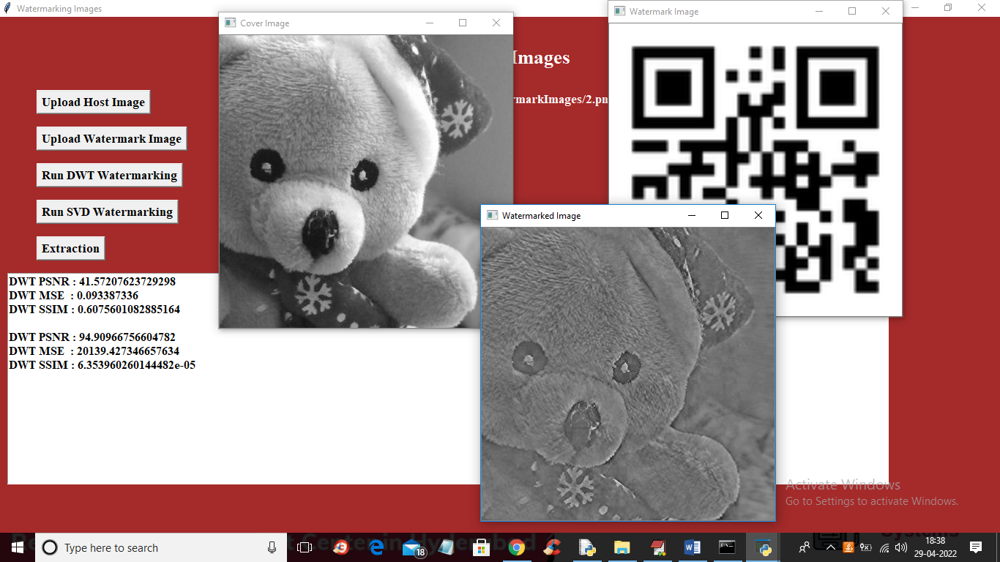 Watermarking Images
Cover Image
Watermark Image
Images
rmarkImages/2.pn
Upload Host Image
Upload Watermark Image
Run DWT Watermarking
Run SVD Watermarking
Extraction
Watermarked Image
DWT PSNR : 41.57207623729298
DWT MSE : 0.093387336
DWT SSIM : 0.6075601082885164
DWT PSNR : 94.90966756604782
DWT MSE : 20139.427346657634
DWT SSIM : 6.353960260144482e-05
Activate Windows
Go to Settings to activate Windows.
Type here to search
18
18:38
29-04-2022